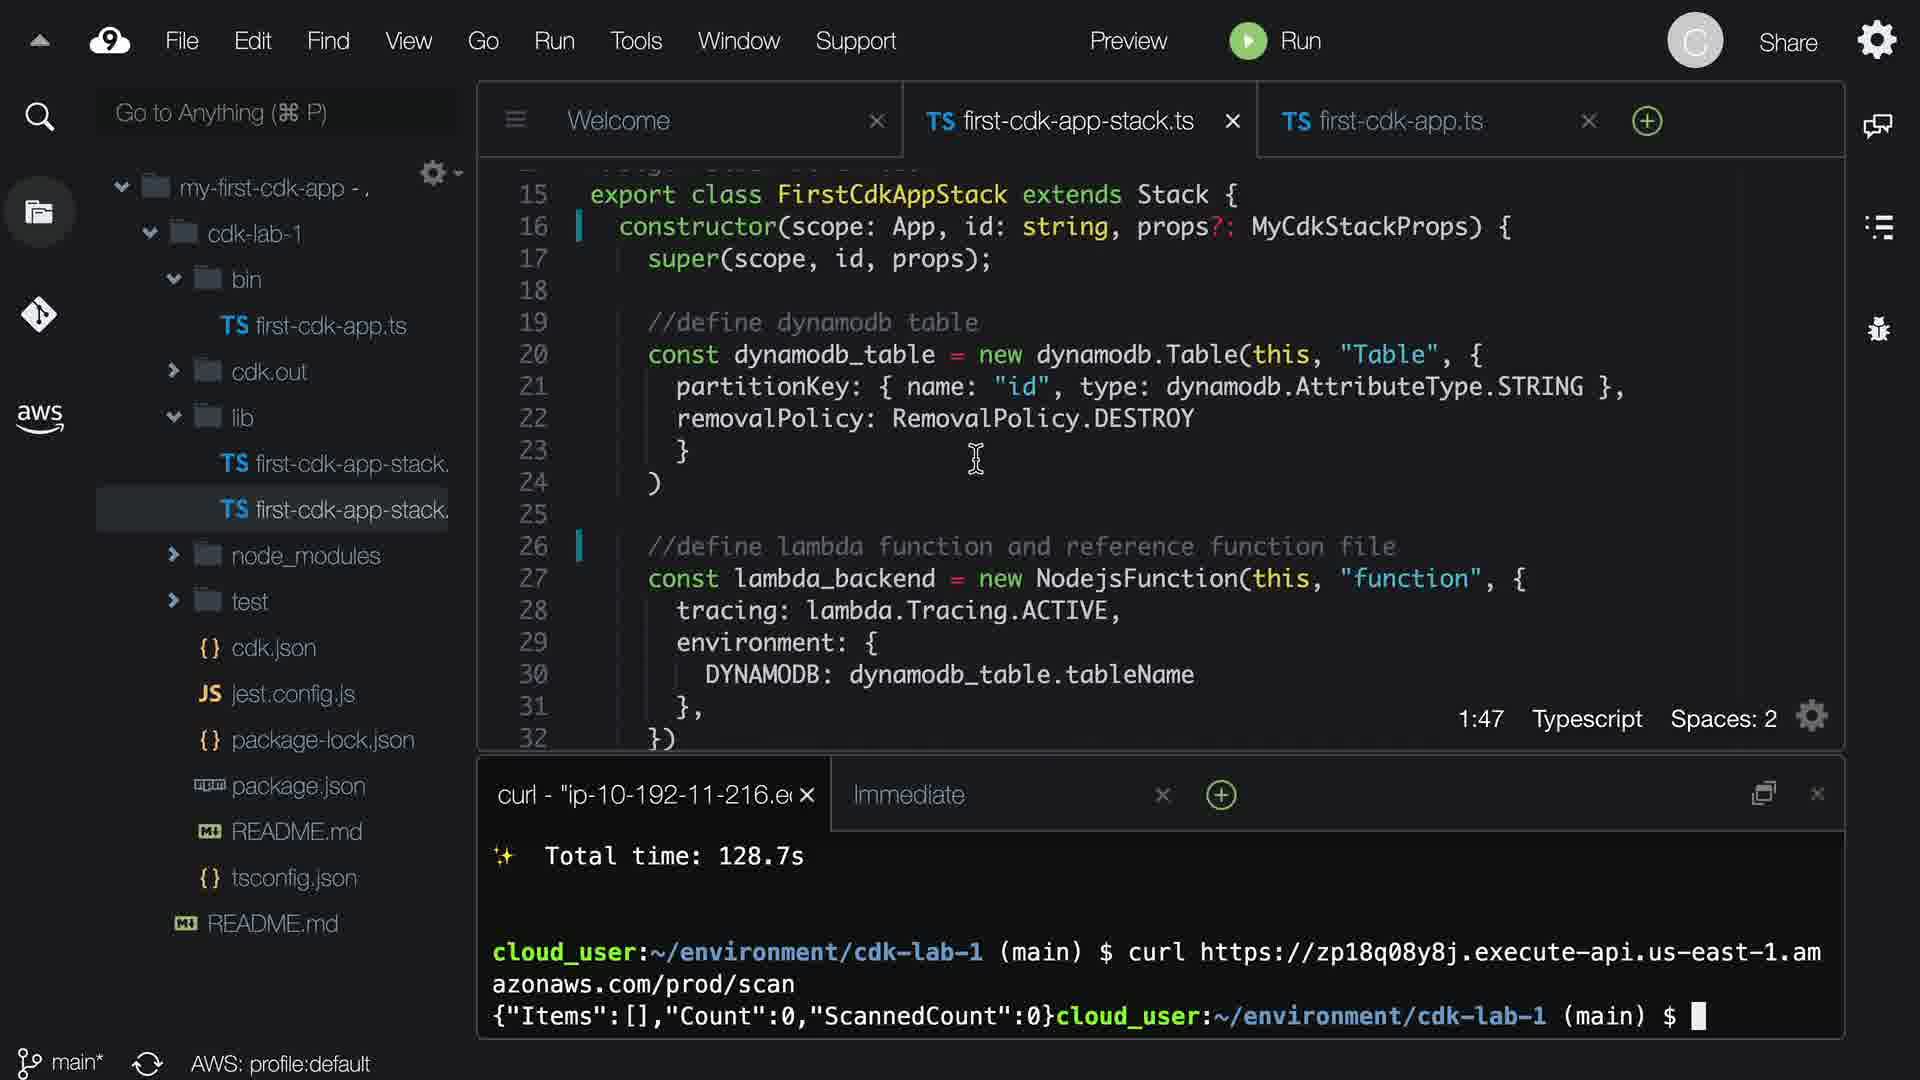 9 File Edit Find View Go Run Tools Window Support Preview Run C Share
Go to Anything (⌘ P)
my-first-cdk-app - .
cdk-lab-1
bin
TS first-cdk-app.ts
cdk.out
lib
TS first-cdk-app-stack.
TS first-cdk-app-stack.
node_modules
test
{} cdk.json
JS jest.config.js
{} package-lock.json
package.json
M↓ README.md
{} tsconfig.json
M↓ README.md
aws
Welcome
TS first-cdk-app-stack.ts
TS first-cdk-app.ts
15 export class FirstCdkAppStack extends Stack {
16 constructor(scope: App, id: string, props?: MyCdkStackProps) {
17 super(scope, id, props);
18
19 //define dynamodb table
20 const dynamodb_table = new dynamodb.Table(this, "Table", {
21 partitionKey: { name: "id", type: dynamodb.AttributeType.STRING },
22 removalPolicy: RemovalPolicy.DESTROY
23 }
24 )
25
26 //define lambda function and reference function file
27 const lambda_backend = new NodejsFunction(this, "function", {
28 tracing: lambda.Tracing.ACTIVE,
29 environment: {
30 DYNAMODB: dynamodb_table.tableName
31 },
32 })
1:47 Typescript Spaces: 2
curl - "ip-10-192-11-216.e
Immediate
✨ Total time: 128.7s
cloud_user:~/environment/cdk-lab-1 (main) $ curl https://zp18q08y8j.execute-api.us-east-1.am
azonaws.com/prod/scan
{"Items":[],"Count":0,"ScannedCount":0}cloud_user:~/environment/cdk-lab-1 (main) $
main* AWS: profile:default